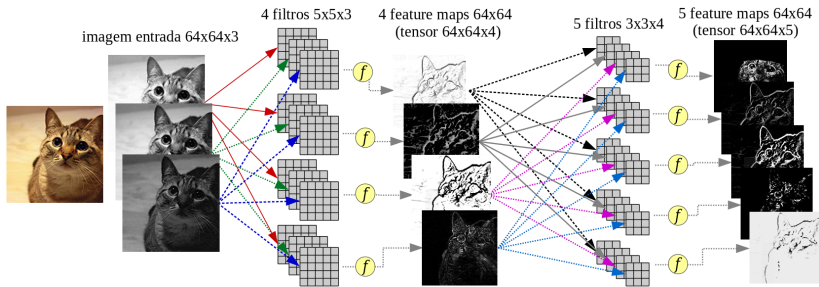 imagem entrada 64x64x3
4 filtros 5x5x3
4 feature maps 64x64
(tensor 64x64x4)
5 filtros 3x3x4
5 feature maps 64x64
(tensor 64x64x5)
f
f
f
f
f
f
f
f
f